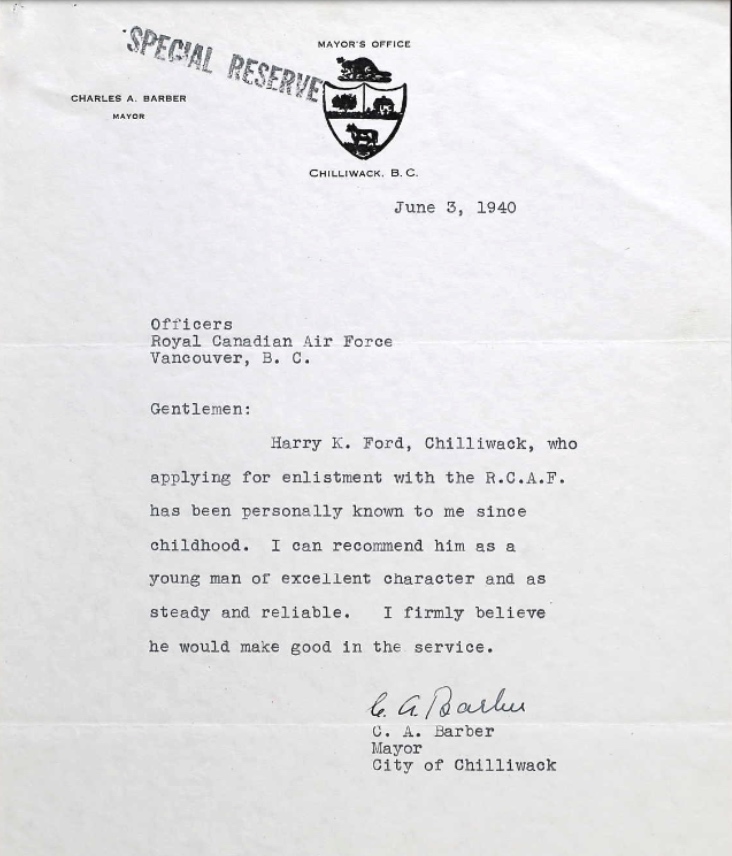 SPECIAL RESERVE
MAYOR'S OFFICE
CHARLES A. BARBER
MAYOR
CHILLIWACK, B. C.
June 3, 1940
Officers
Royal Canadian Air Force
Vancouver, B. C.
Gentlemen:
Harry K. Ford, Chilliwack, who
applying for enlistment with the R.C.A.F.
has been personally known to me since
childhood. I can recommend him as a
young man of excellent character and as
steady and reliable. I firmly believe
he would make good in the service.
C. A. Barber
C. A. Barber
Mayor
City of Chilliwack